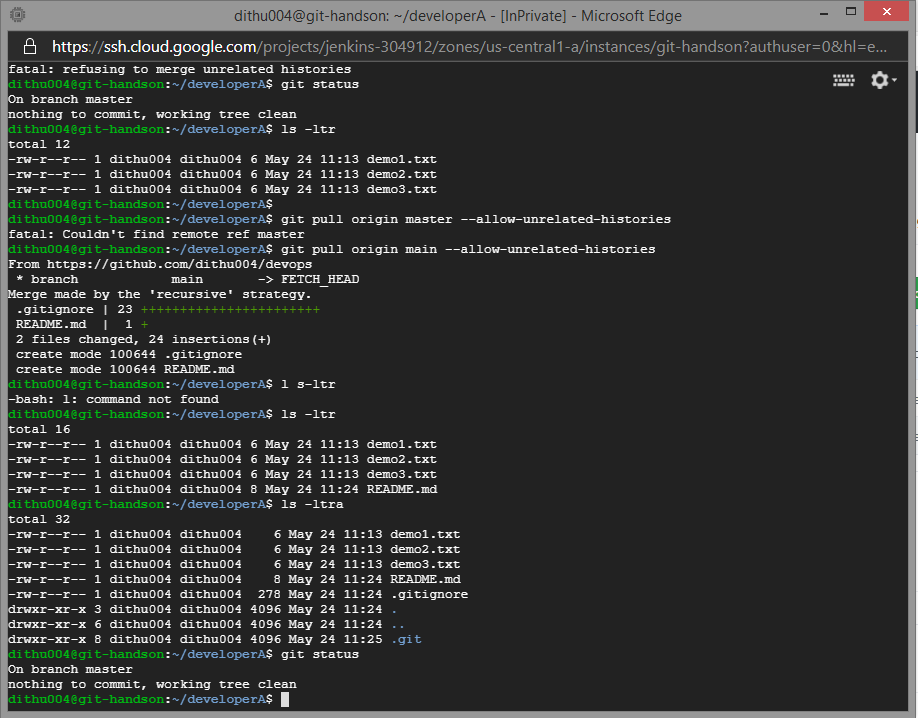 dithu004@git-handson: ~/developerA - [InPrivate] - Microsoft Edge
https://ssh.cloud.google.com/projects/jenkins-304912/zones/us-central1-a/instances/git-handson?authuser=0&hl=e...
fatal: refusing to merge unrelated histories
dithu004@git-handson:~/developerA$ git status
On branch master
nothing to commit, working tree clean
dithu004@git-handson:~/developerA$ ls -ltr
total 12
-rw-r--r-- 1 dithu004 dithu004 6 May 24 11:13 demo1.txt
-rw-r--r-- 1 dithu004 dithu004 6 May 24 11:13 demo2.txt
-rw-r--r-- 1 dithu004 dithu004 6 May 24 11:13 demo3.txt
dithu004@git-handson:~/developerA$
dithu004@git-handson:~/developerA$ git pull origin master --allow-unrelated-histories
fatal: Couldn't find remote ref master
dithu004@git-handson:~/developerA$ git pull origin main --allow-unrelated-histories
From https://github.com/dithu004/devops
 * branch            main       -> FETCH_HEAD
Merge made by the 'recursive' strategy.
 .gitignore | 23 +++++++++++++++++++++++
 README.md  |  1 +
 2 files changed, 24 insertions(+)
 create mode 100644 .gitignore
 create mode 100644 README.md
dithu004@git-handson:~/developerA$ l s-ltr
-bash: l: command not found
dithu004@git-handson:~/developerA$ ls -ltr
total 16
-rw-r--r-- 1 dithu004 dithu004 6 May 24 11:13 demo1.txt
-rw-r--r-- 1 dithu004 dithu004 6 May 24 11:13 demo2.txt
-rw-r--r-- 1 dithu004 dithu004 6 May 24 11:13 demo3.txt
-rw-r--r-- 1 dithu004 dithu004 8 May 24 11:24 README.md
dithu004@git-handson:~/developerA$ ls -ltra
total 32
-rw-r--r-- 1 dithu004 dithu004    6 May 24 11:13 demo1.txt
-rw-r--r-- 1 dithu004 dithu004    6 May 24 11:13 demo2.txt
-rw-r--r-- 1 dithu004 dithu004    6 May 24 11:13 demo3.txt
-rw-r--r-- 1 dithu004 dithu004    8 May 24 11:24 README.md
-rw-r--r-- 1 dithu004 dithu004  278 May 24 11:24 .gitignore
drwxr-xr-x 3 dithu004 dithu004 4096 May 24 11:24 .
drwxr-xr-x 6 dithu004 dithu004 4096 May 24 11:24 ..
drwxr-xr-x 8 dithu004 dithu004 4096 May 24 11:25 .git
dithu004@git-handson:~/developerA$ git status
On branch master
nothing to commit, working tree clean
dithu004@git-handson:~/developerA$